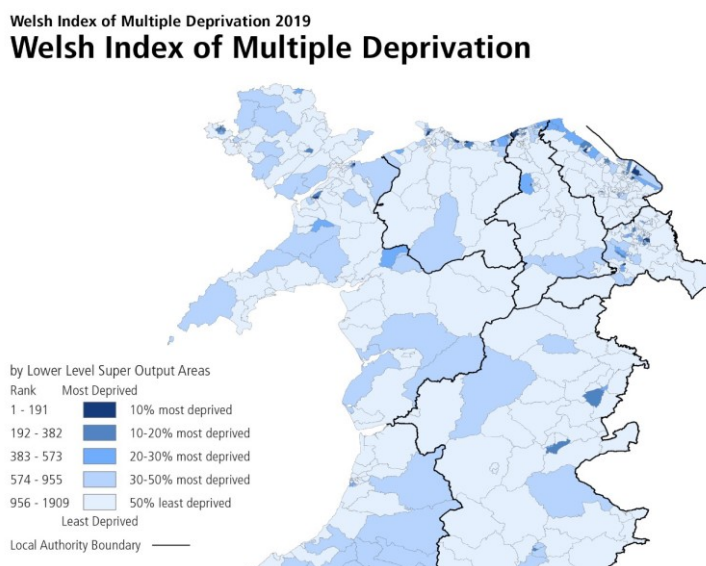 Welsh Index of Multiple Deprivation 2019
Welsh Index of Multiple Deprivation
by Lower Level Super Output Areas
Rank Most Deprived
1 - 191 10% most deprived
192 - 382 10-20% most deprived
383 - 573 20-30% most deprived
574 - 955 30-50% most deprived
956 - 1909 50% least deprived
Least Deprived
Local Authority Boundary